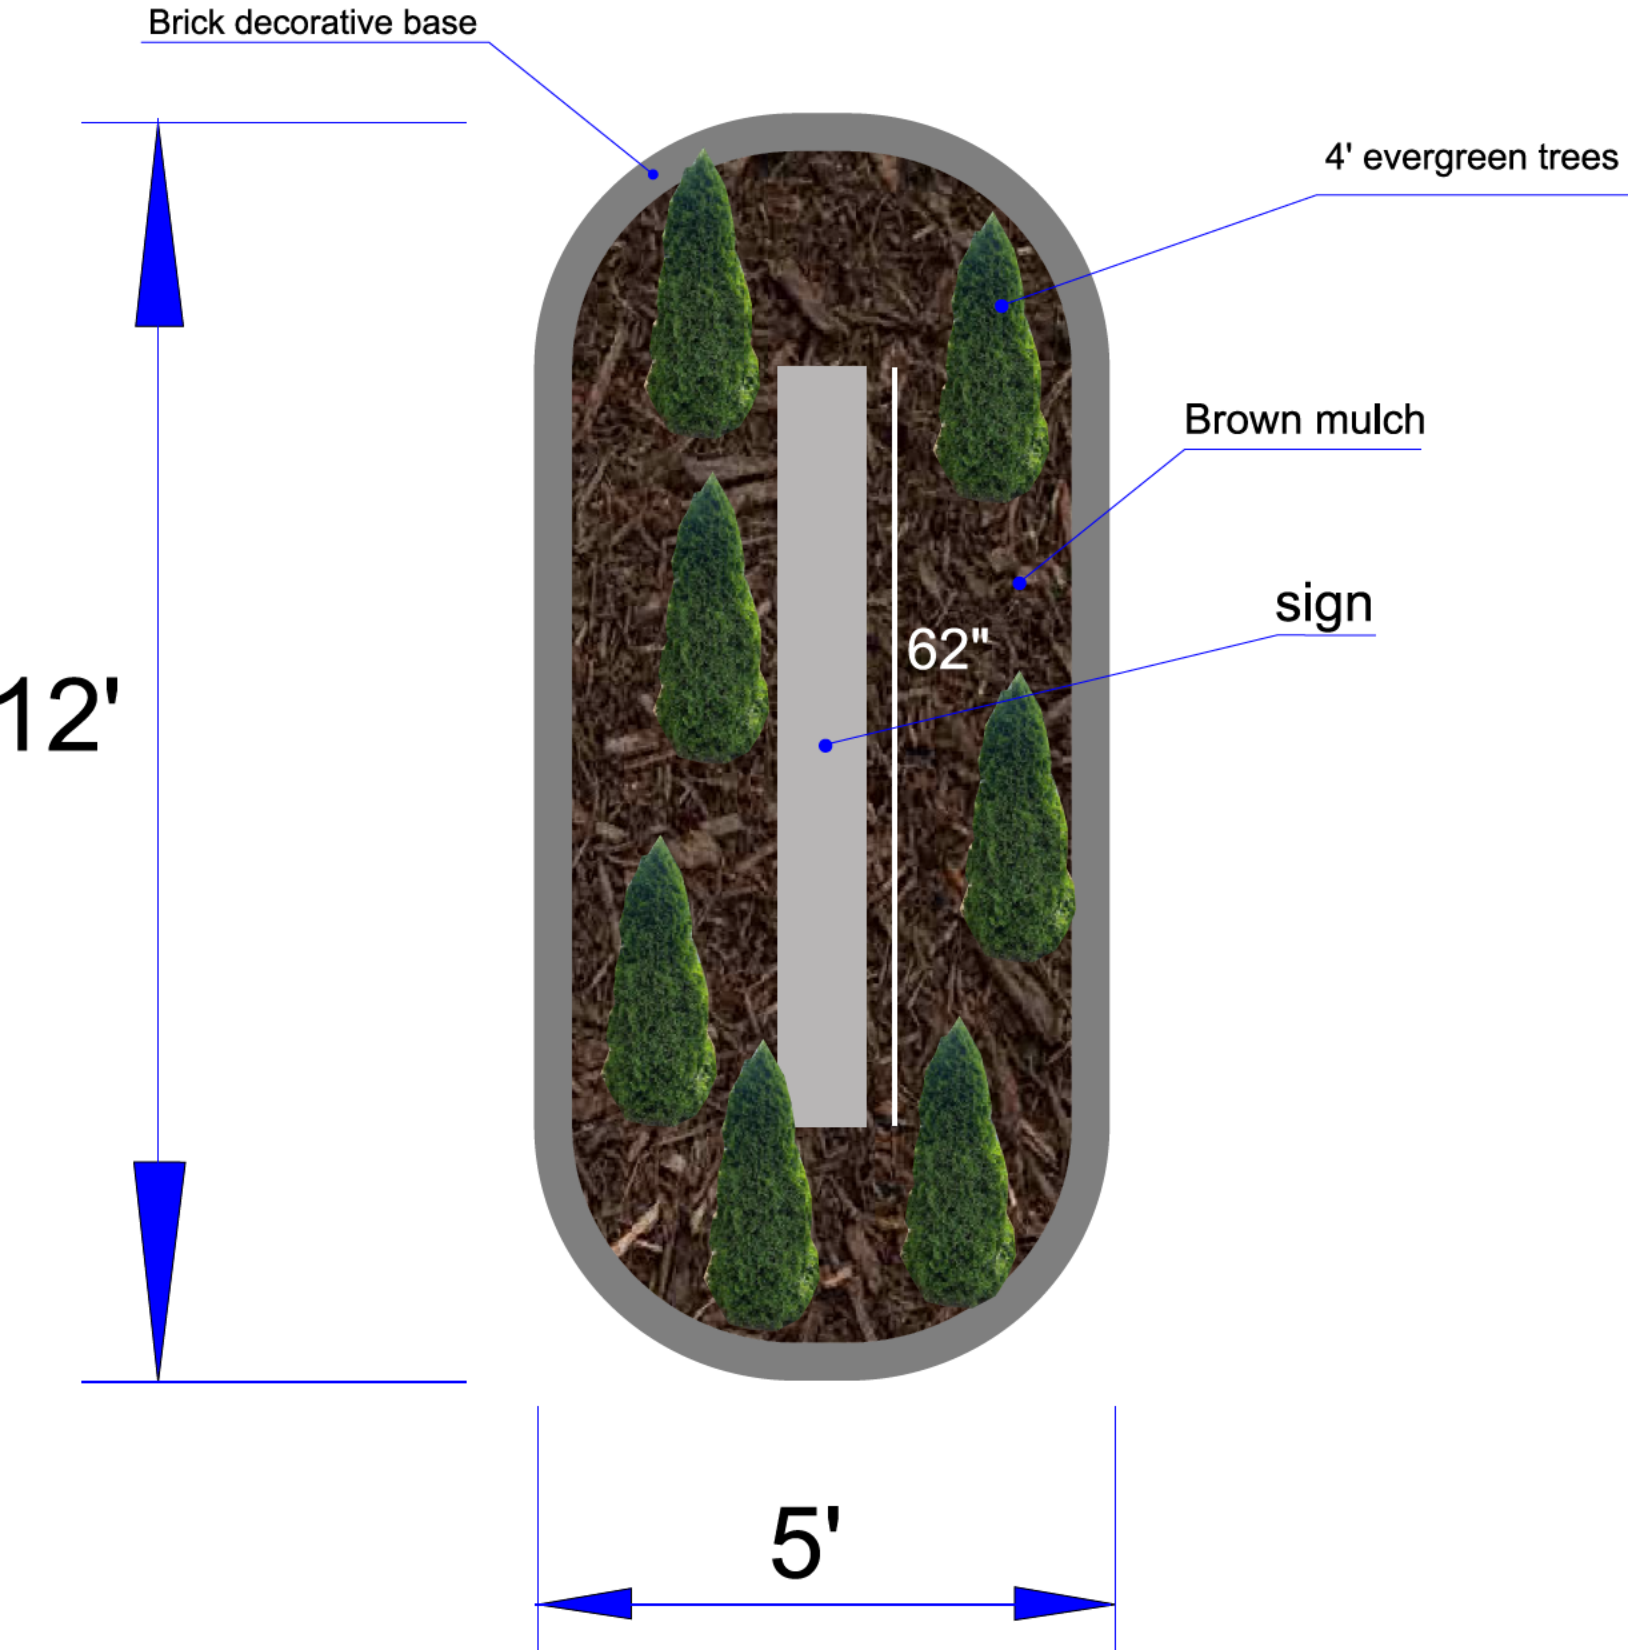 Brick decorative base
4' evergreen trees
Brown mulch
sign
62"
12'
5'